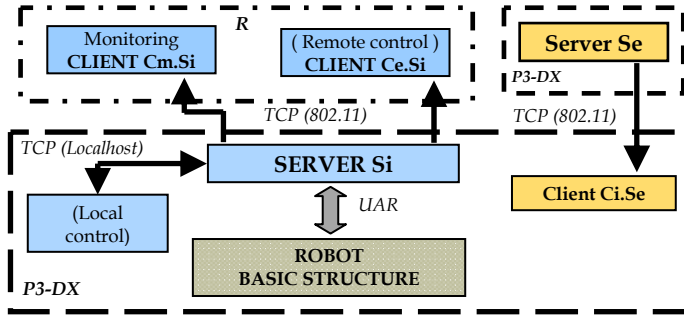 R
Monitoring
CLIENT Cm.Si
( Remote control )
CLIENT Ce.Si
Server Se
P3-DX
TCP (802.11)
TCP (802.11)
TCP (Localhost)
SERVER Si
(Local
control)
UAR
Client Ci.Se
ROBOT
BASIC STRUCTURE
P3-DX